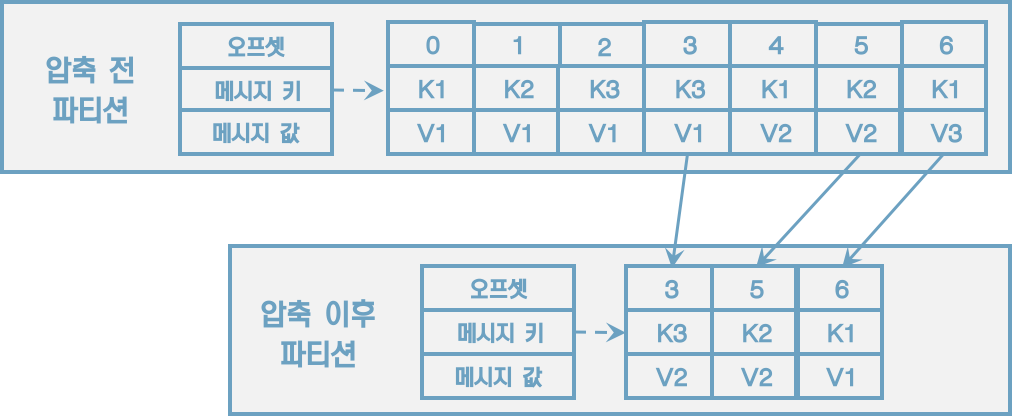 압축 전
파티션
오프셋 0 1 2 3 4 5 6
메시지 키 K1 K2 K3 K3 K1 K2 K1
메시지 값 V1 V1 V1 V1 V2 V2 V3
압축 이후
파티션
오프셋 3 5 6
메시지 키 K3 K2 K1
메시지 값 V2 V2 V1